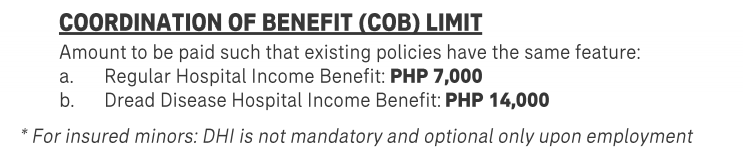 COORDINATION OF BENEFIT (COB) LIMIT
Amount to be paid such that existing policies have the same feature:
a. Regular Hospital Income Benefit: PHP 7,000
b. Dread Disease Hospital Income Benefit: PHP 14,000
* For insured minors: DHI is not mandatory and optional only upon employment